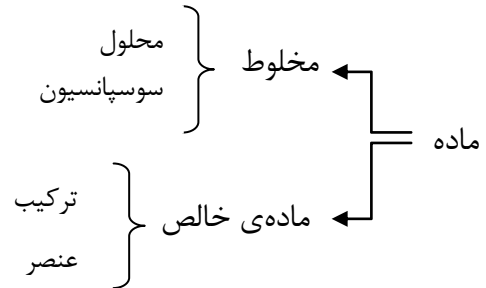 ماده
مخلوط
محلول
سوسپانسیون
ماده‌ی خالص
ترکیب
عنصر